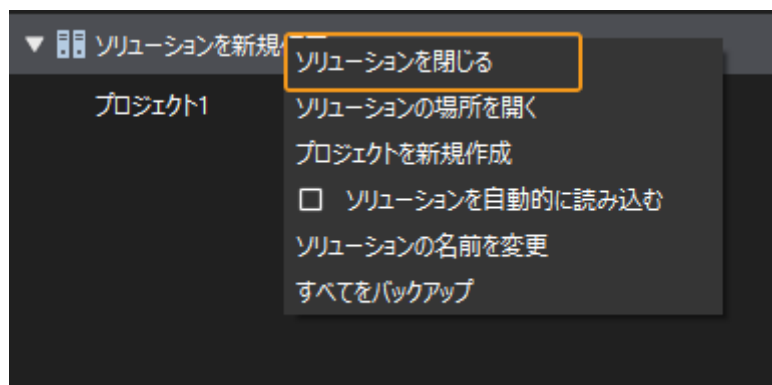 ソリューションを新規
ソリューションを閉じる
プロジェクト1
ソリューションの場所を開く
プロジェクトを新規作成
ソリューションを自動的に読み込む
ソリューションの名前を変更
すべてをバックアップ